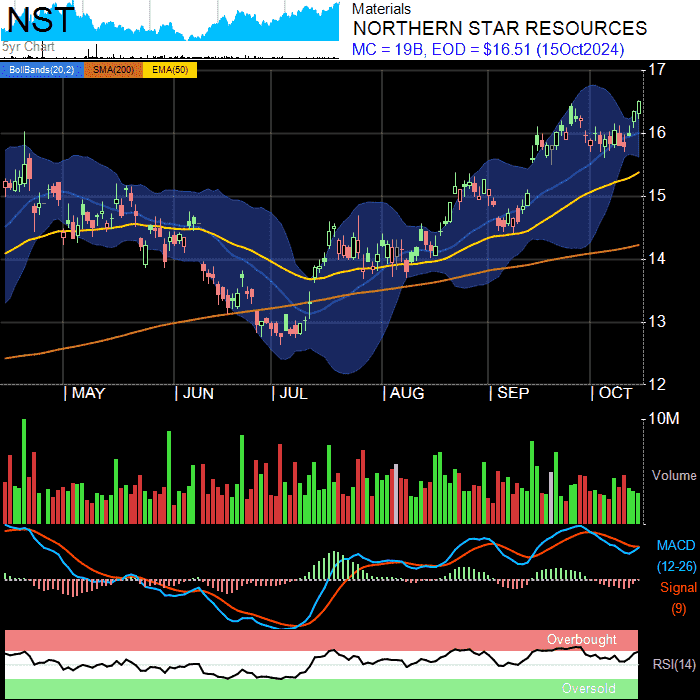 NST
5yr Chart
Materials
NORTHERN STAR RESOURCES
MC = 19B, EOD = $16.51 (15Oct2024)
BollBands(20,2) SMA(200) EMA(50)
17
16
15
14
13
12
MAY JUN JUL AUG SEP OCT
10M
Volume
MACD
(12-26)
Signal
(9)
Overbought
RSI(14)
Oversold